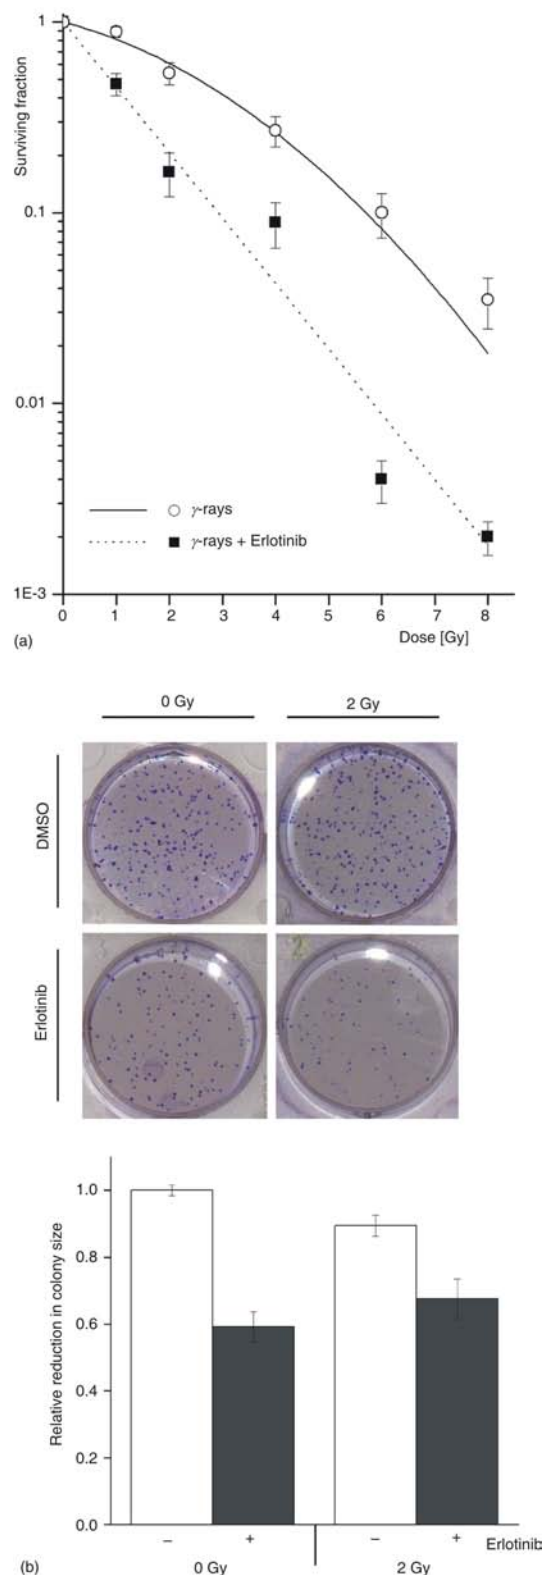 1
0.1
0.01
1E-3
Surviving fraction
γ-rays
γ-rays + Erlotinib
0 1 2 3 4 5 6 7 8
Dose [Gy]
(a)
0 Gy 2 Gy
DMSO
Erlotinib
1.0
0.8
0.6
0.4
0.2
0.0
Relative reduction in colony size
– + – + Erlotinib
(b) 0 Gy 2 Gy